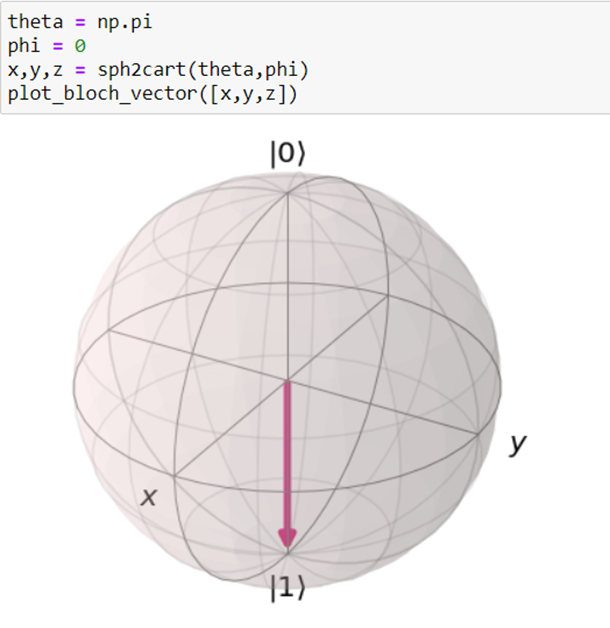 theta = np.pi
phi = 0
x,y,z = sph2cart(theta,phi)
plot_bloch_vector([x,y,z])
|0⟩
y
x
|1⟩